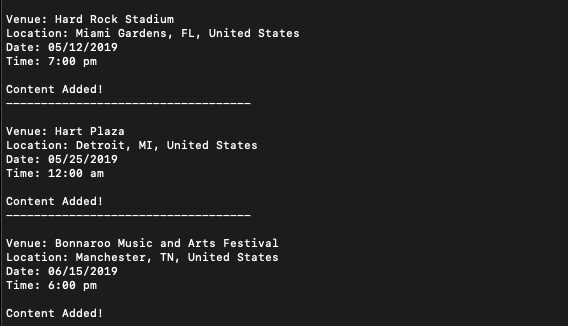 Venue: Hard Rock Stadium
Location: Miami Gardens, FL, United States
Date: 05/12/2019
Time: 7:00 pm
Content Added!
-----------------------------------
Venue: Hart Plaza
Location: Detroit, MI, United States
Date: 05/25/2019
Time: 12:00 am
Content Added!
-----------------------------------
Venue: Bonnaroo Music and Arts Festival
Location: Manchester, TN, United States
Date: 06/15/2019
Time: 6:00 pm
Content Added!